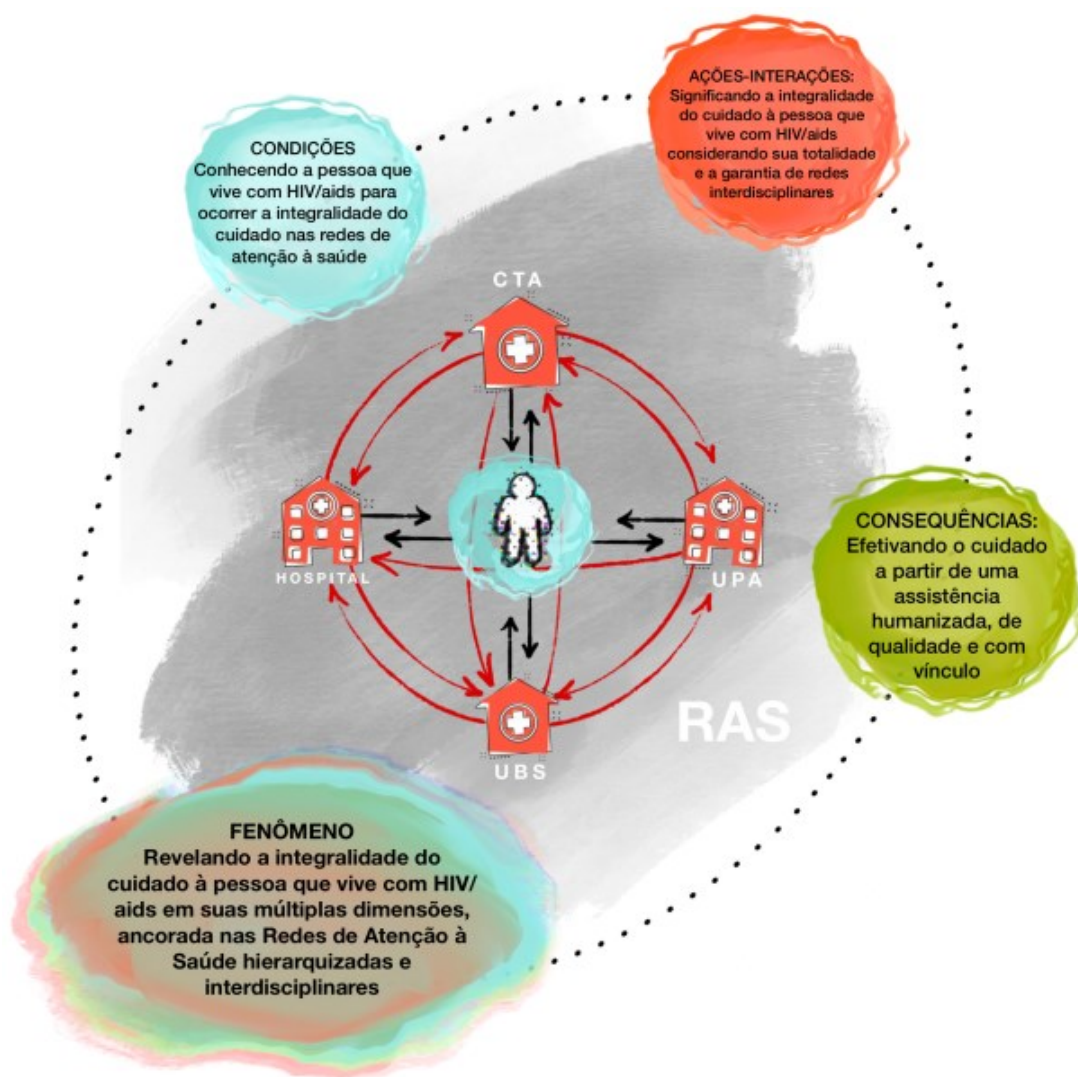 AÇÕES-INTERAÇÕES:
Significando a integralidade
do cuidado à pessoa que
vive com HIV/aids
considerando sua totalidade
e a garantia de redes
interdisciplinares
CONDIÇÕES
Conhecendo a pessoa que
vive com HIV/aids para
ocorrer a integralidade do
cuidado nas redes de
atenção à saúde
CTA
HOSPITAL
UPA
UBS
RAS
CONSEQUÊNCIAS:
Efetivando o cuidado
a partir de uma
assistência
humanizada, de
qualidade e com
vínculo
FENÔMENO
Revelando a integralidade do
cuidado à pessoa que vive com HIV/
aids em suas múltiplas dimensões,
ancorada nas Redes de Atenção à
Saúde hierarquizadas e
interdisciplinares